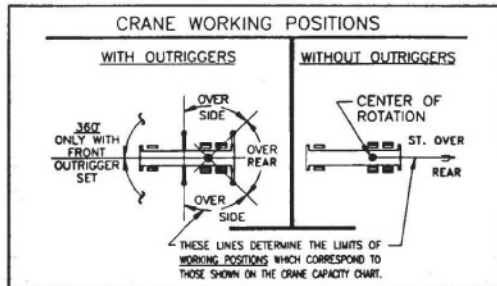 CRANE WORKING POSITIONS
WITH OUTRIGGERS
WITHOUT OUTRIGGERS
OVER
SIDE
360°
ONLY WITH
FRONT
OUTRIGGER
SET
OVER
REAR
OVER
SIDE
CENTER OF
ROTATION
ST. OVER
REAR
THESE LINES DETERMINE THE LIMITS OF
WORKING POSITIONS WHICH CORRESPOND TO
THOSE SHOWN ON THE CRANE CAPACITY CHART.